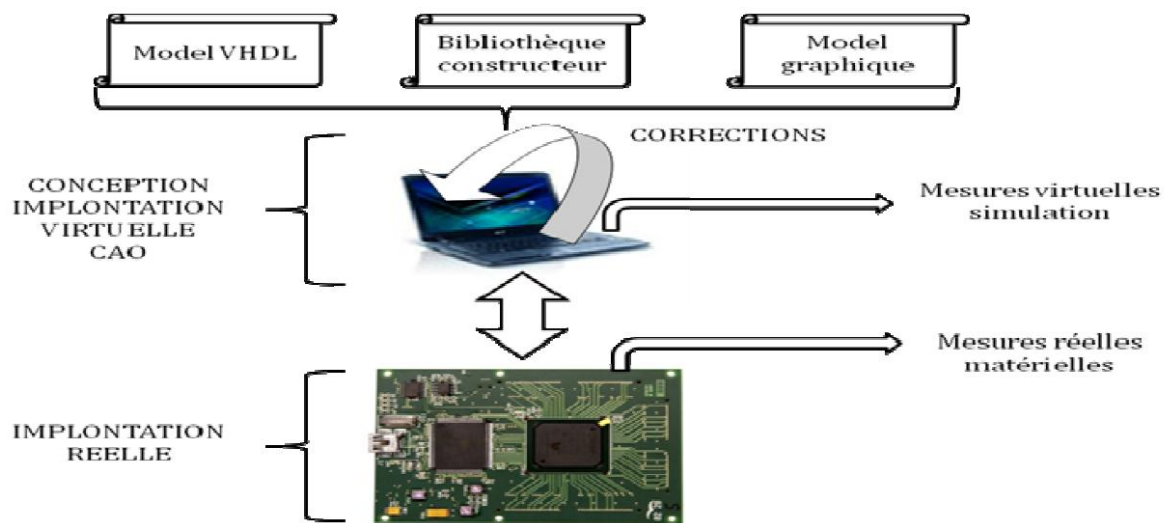 Model VHDL
Bibliothèque
constructeur
Model
graphique
CORRECTIONS
CONCEPTION
IMPLONTATION
VIRTUELLE
CAO
Mesures virtuelles
simulation
Mesures réelles
matérielles
IMPLONTATION
REELLE